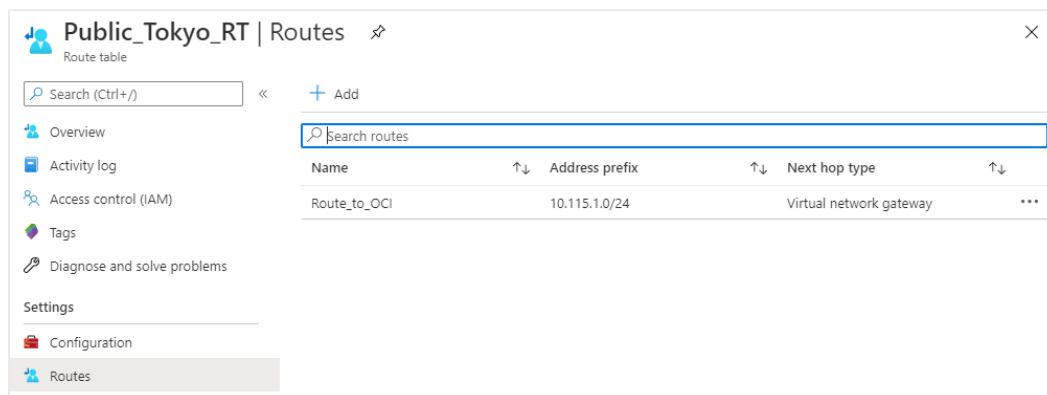 Public_Tokyo_RT | Routes
Route table
Search (Ctrl+/)
«
Overview
Activity log
Access control (IAM)
Tags
Diagnose and solve problems
Settings
Configuration
Routes
Add
Search routes
Name Address prefix Next hop type
Route_to_OCI 10.115.1.0/24 Virtual network gateway ...